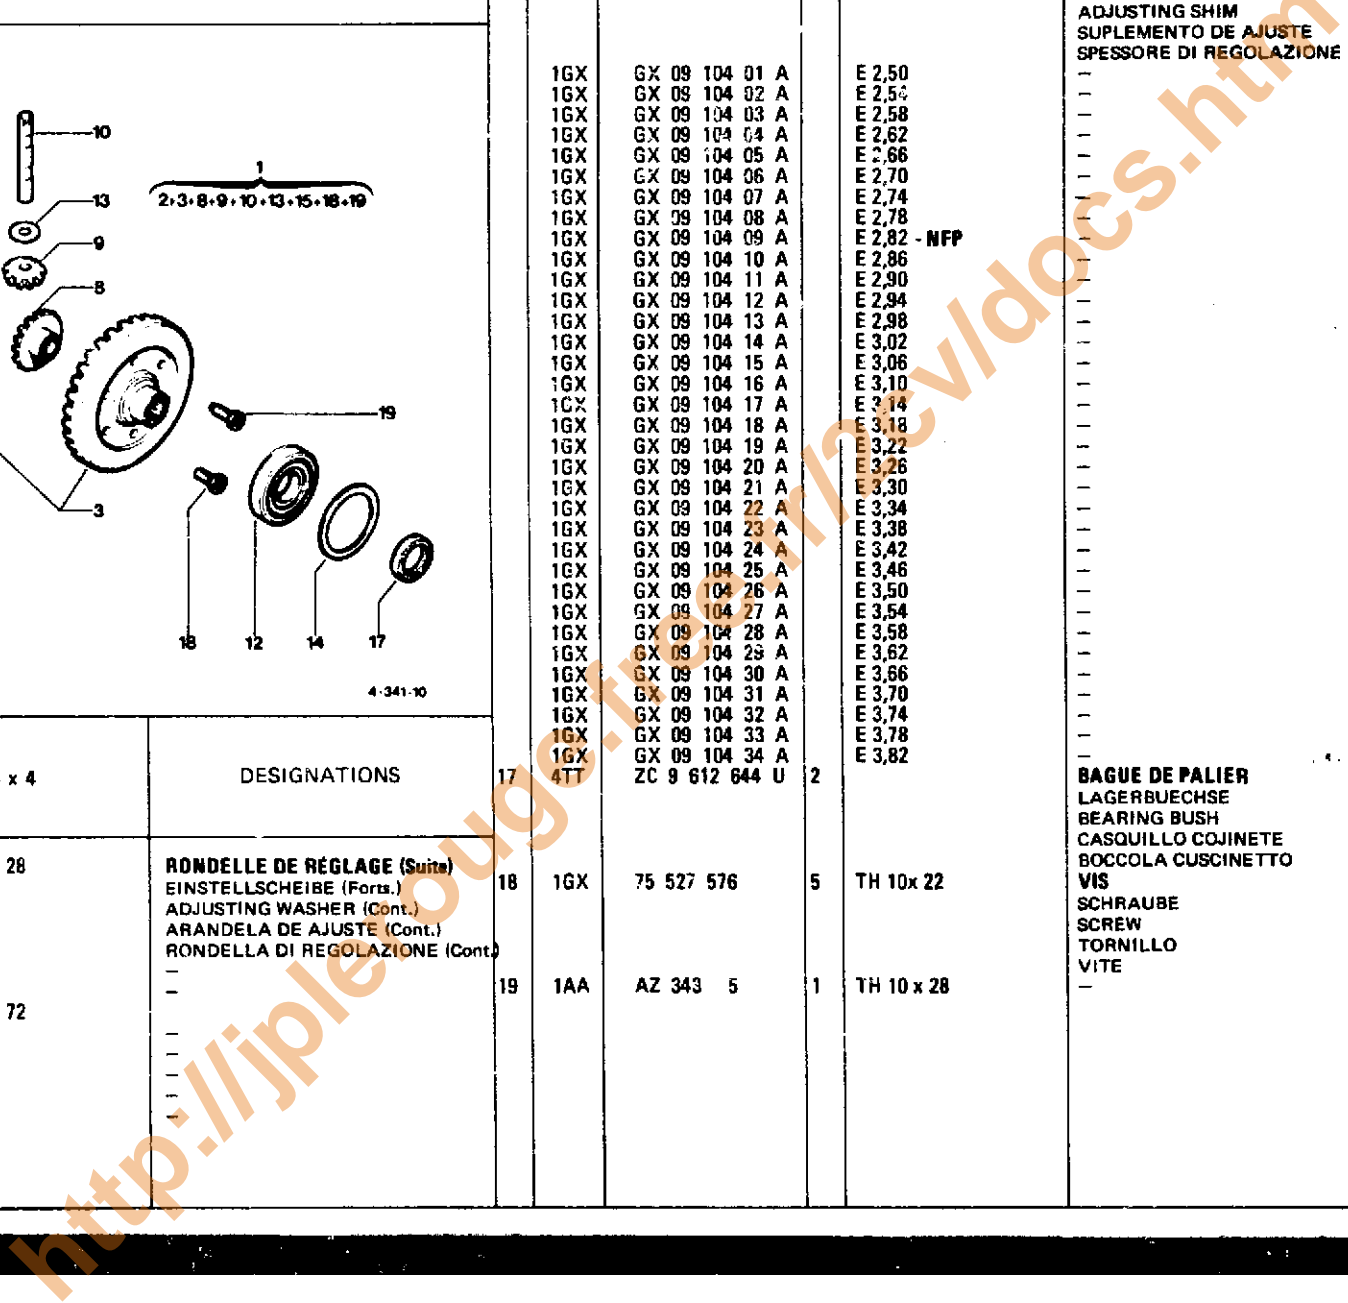 ADJUSTING SHIM
SUPLEMENTO DE AJUSTE
SPESSORE DI REGOLAZIONE
1GX GX 09 104 01 A E 2,50 –
1GX GX 09 104 02 A E 2,54 –
1GX GX 09 104 03 A E 2,58 –
1GX GX 09 104 04 A E 2,62 –
1GX GX 09 104 05 A E 2,66 –
1GX GX 09 104 06 A E 2,70 –
1GX GX 09 104 07 A E 2,74 –
1GX GX 09 104 08 A E 2,78 –
1GX GX 09 104 09 A E 2,82 - NFP –
1GX GX 09 104 10 A E 2,86 –
1GX GX 09 104 11 A E 2,90 –
1GX GX 09 104 12 A E 2,94 –
1GX GX 09 104 13 A E 2,98 –
1GX GX 09 104 14 A E 3,02 –
1GX GX 09 104 15 A E 3,06 –
1GX GX 09 104 16 A E 3,10 –
1GX GX 09 104 17 A E 3,14 –
1GX GX 09 104 18 A E 3,18 –
1GX GX 09 104 19 A E 3,22 –
1GX GX 09 104 20 A E 3,26 –
1GX GX 09 104 21 A E 3,30 –
1GX GX 09 104 22 A E 3,34 –
1GX GX 09 104 23 A E 3,38 –
1GX GX 09 104 24 A E 3,42 –
1GX GX 09 104 25 A E 3,46 –
1GX GX 09 104 26 A E 3,50 –
1GX GX 09 104 27 A E 3,54 –
1GX GX 09 104 28 A E 3,58 –
1GX GX 09 104 29 A E 3,62 –
1GX GX 09 104 30 A E 3,66 –
1GX GX 09 104 31 A E 3,70 –
1GX GX 09 104 32 A E 3,74 –
1GX GX 09 104 33 A E 3,78 –
1GX GX 09 104 34 A E 3,82 –
17 4TT ZC 9 612 644 U 2 BAGUE DE PALIER
LAGERBUECHSE
BEARING BUSH
CASQUILLO COJINETE
BOCCOLA CUSCINETTO
18 1GX 75 527 576 5 TH 10x 22 VIS
SCHRAUBE
SCREW
TORNILLO
VITE
19 1AA AZ 343 5 1 TH 10 x 28 –
10
1
13
2+3+8+9+10+13+15+18+19
9
8
19
3
18 12 14 17
4-341-10
x 4
DESIGNATIONS
28
RONDELLE DE RÉGLAGE (Suite)
EINSTELLSCHEIBE (Forts.)
ADJUSTING WASHER (Cont.)
ARANDELA DE AJUSTE (Cont.)
RONDELLA DI REGOLAZIONE (Cont.)
–
–
72
–
–
–
–
–
http://jplerouge.free.fr/2cv/docs.htm